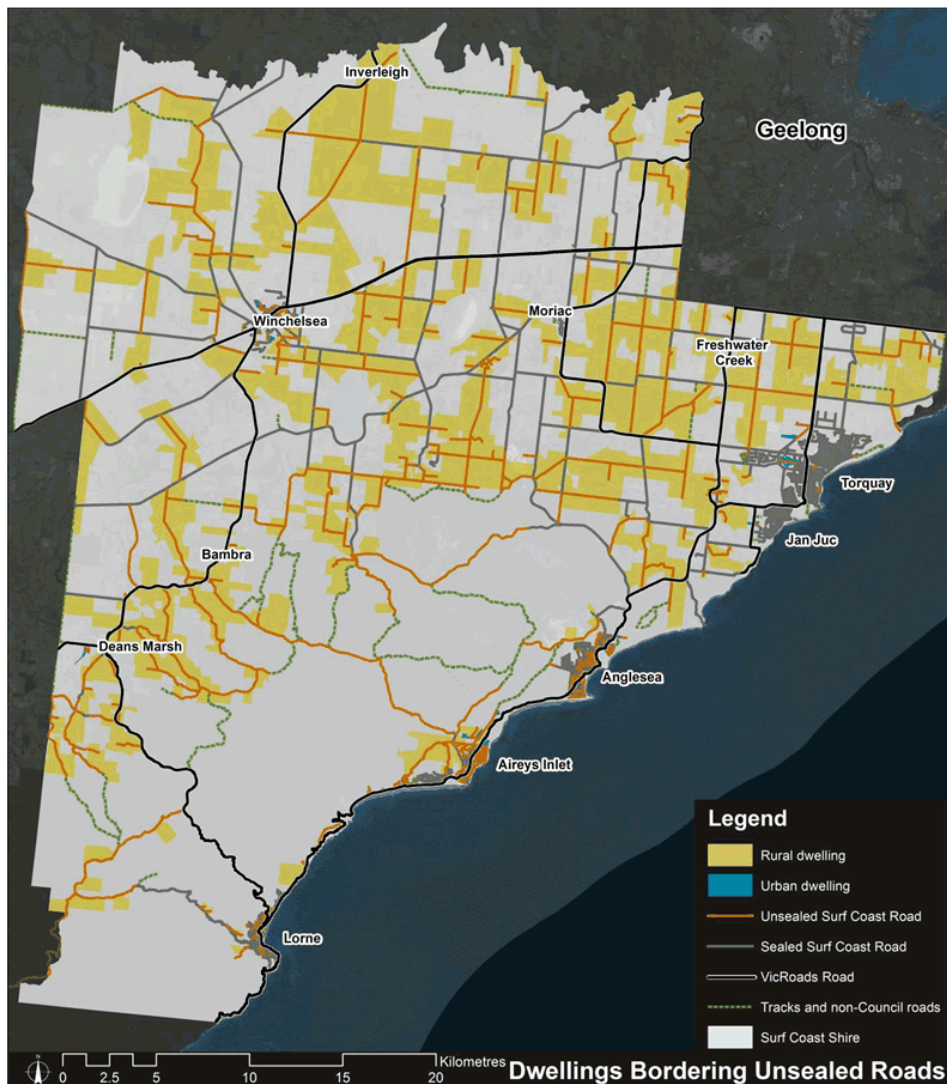 Inverleigh
Geelong
Winchelsea
Moriac
Freshwater
Creek
Torquay
Jan Juc
Bambra
Deans Marsh
Anglesea
Aireys Inlet
Lorne
Legend
Rural dwelling
Urban dwelling
Unsealed Surf Coast Road
Sealed Surf Coast Road
VicRoads Road
Tracks and non-Council roads
Surf Coast Shire
N
Kilometres
0 2.5 5 10 15 20
Dwellings Bordering Unsealed Roads